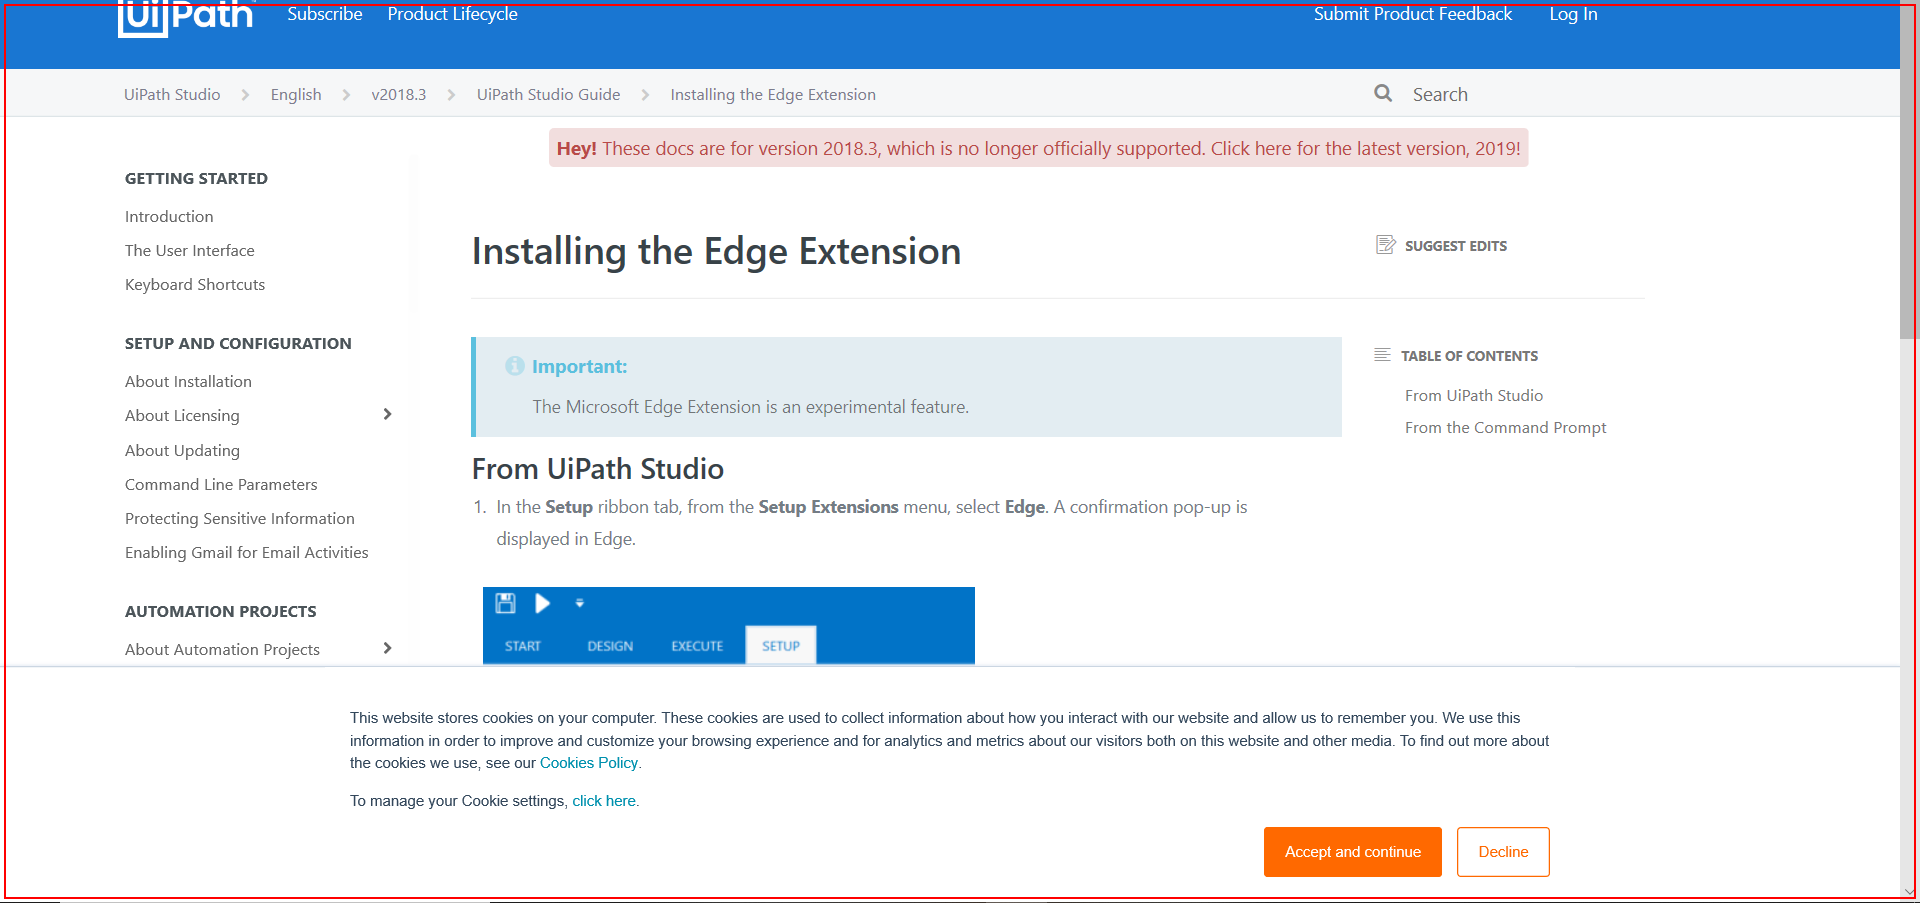 UiPath Subscribe Product Lifecycle Submit Product Feedback Log In
UiPath Studio English v2018.3 UiPath Studio Guide Installing the Edge Extension Search
Hey! These docs are for version 2018.3, which is no longer officially supported. Click here for the latest version, 2019!
GETTING STARTED
Introduction
The User Interface
Keyboard Shortcuts
SETUP AND CONFIGURATION
About Installation
About Licensing
About Updating
Command Line Parameters
Protecting Sensitive Information
Enabling Gmail for Email Activities
AUTOMATION PROJECTS
About Automation Projects
Installing the Edge Extension
SUGGEST EDITS
Important:
The Microsoft Edge Extension is an experimental feature.
TABLE OF CONTENTS
From UiPath Studio
From the Command Prompt
From UiPath Studio
1. In the Setup ribbon tab, from the Setup Extensions menu, select Edge. A confirmation pop-up is
displayed in Edge.
START DESIGN EXECUTE SETUP
This website stores cookies on your computer. These cookies are used to collect information about how you interact with our website and allow us to remember you. We use this
information in order to improve and customize your browsing experience and for analytics and metrics about our visitors both on this website and other media. To find out more about
the cookies we use, see our Cookies Policy.
To manage your Cookie settings, click here.
Accept and continue Decline